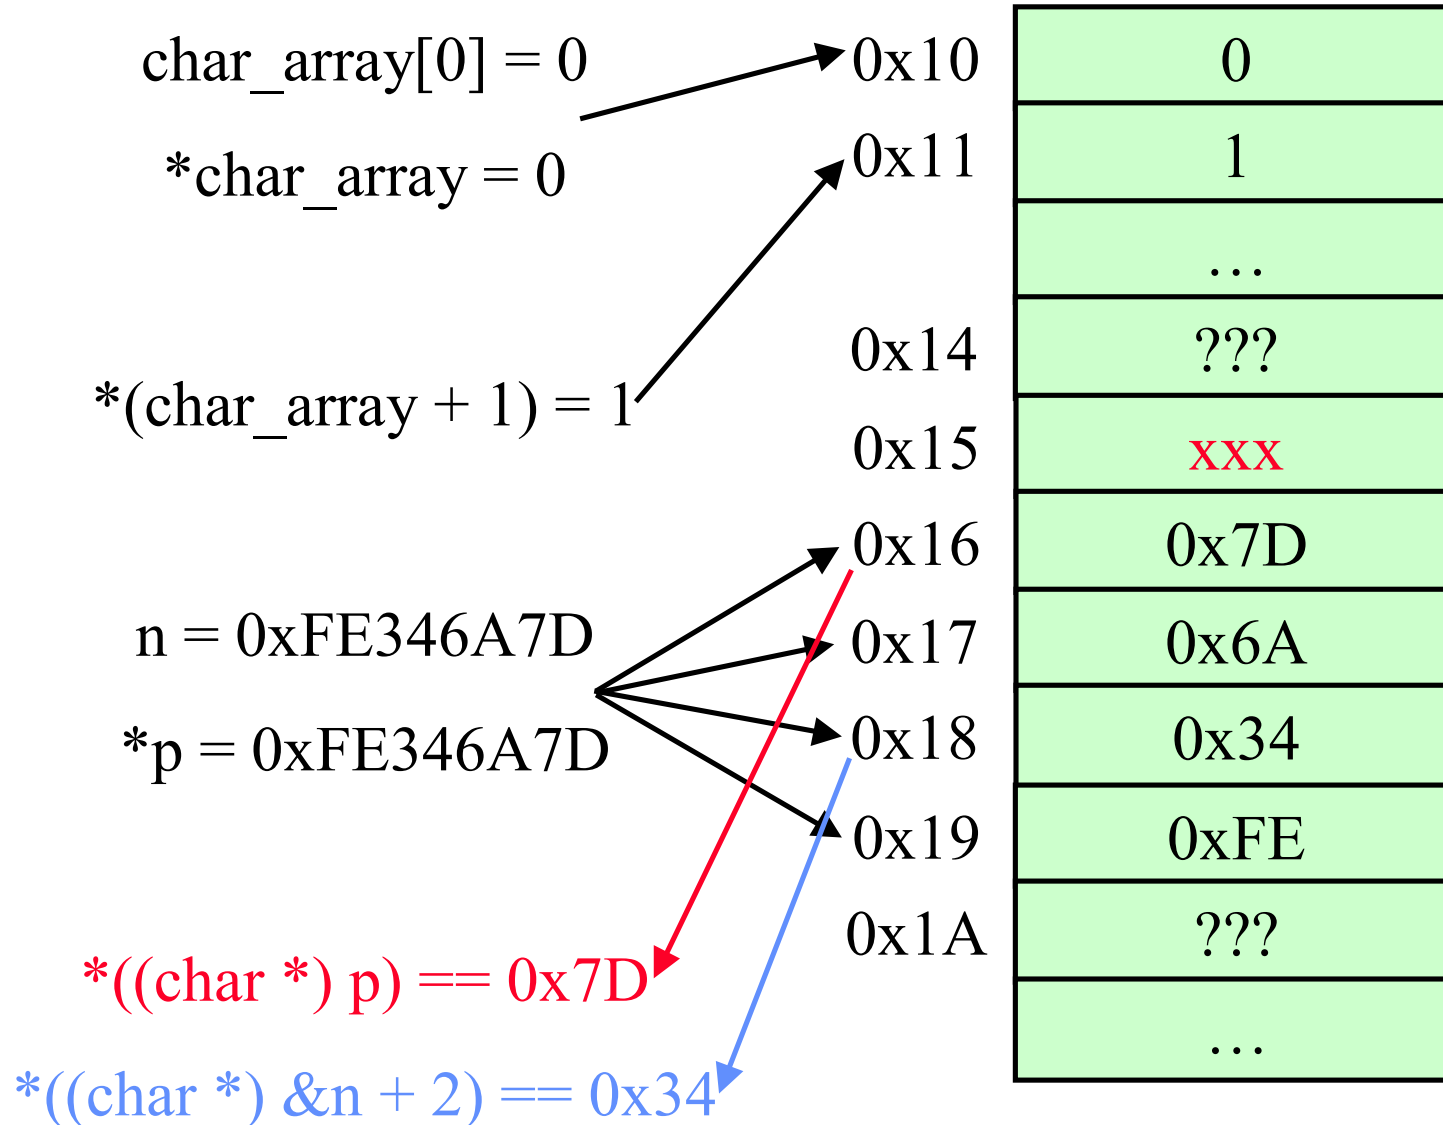 char_array[0] = 0
0x10
0
*char_array = 0
0x11
1
…
*(char_array + 1) = 1
0x14
???
0x15
xxx
0x16
0x7D
n = 0xFE346A7D
0x17
0x6A
*p = 0xFE346A7D
0x18
0x34
0x19
0xFE
0x1A
???
*((char *) p) == 0x7D
…
*((char *) &n + 2) == 0x34